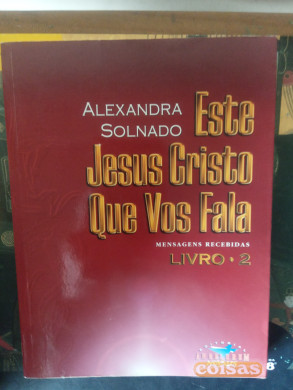 ALEXANDRA
SOLNADO
Este
Jesus Cristo
Que Vos Fala
MENSAGENS RECEBIDAS
LIVRO • 2
coisas